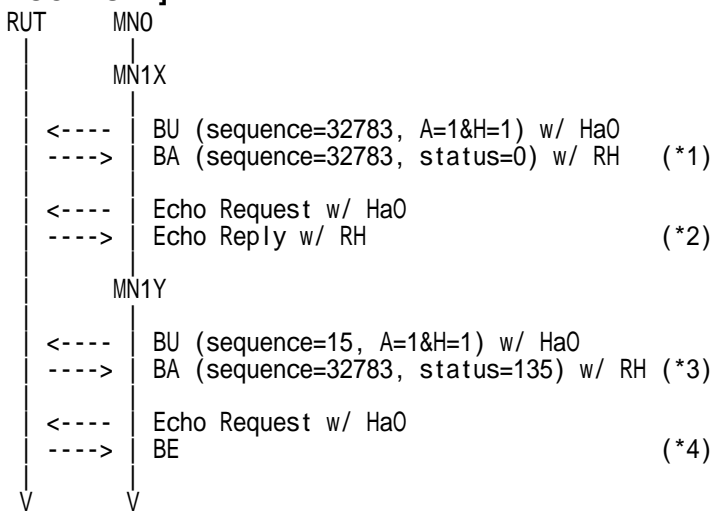 RUT MN0
MN1X
<---- BU (sequence=32783, A=1&H=1) w/ HaO
----> BA (sequence=32783, status=0) w/ RH (*1)
<---- Echo Request w/ HaO
----> Echo Reply w/ RH (*2)
MN1Y
<---- BU (sequence=15, A=1&H=1) w/ HaO
----> BA (sequence=32783, status=135) w/ RH (*3)
<---- Echo Request w/ HaO
----> BE (*4)
V V